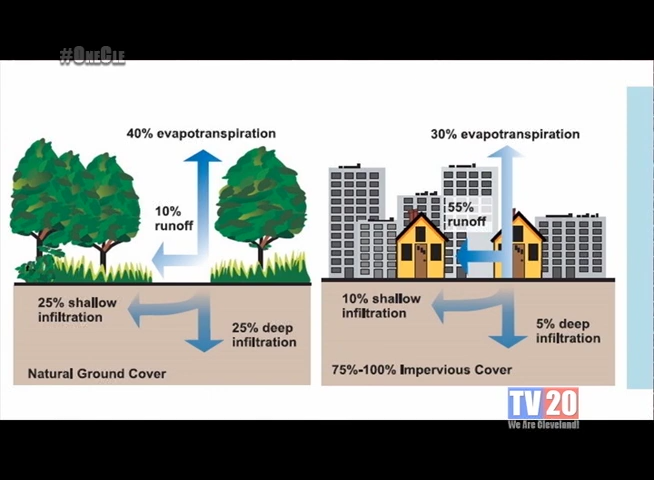 #OneCle
40% evapotranspiration
10%
runoff
25% shallow
infiltration
25% deep
infiltration
Natural Ground Cover
30% evapotranspiration
55%
runoff
10% shallow
infiltration
5% deep
infiltration
75%-100% Impervious Cover
TV20
We Are Cleveland!